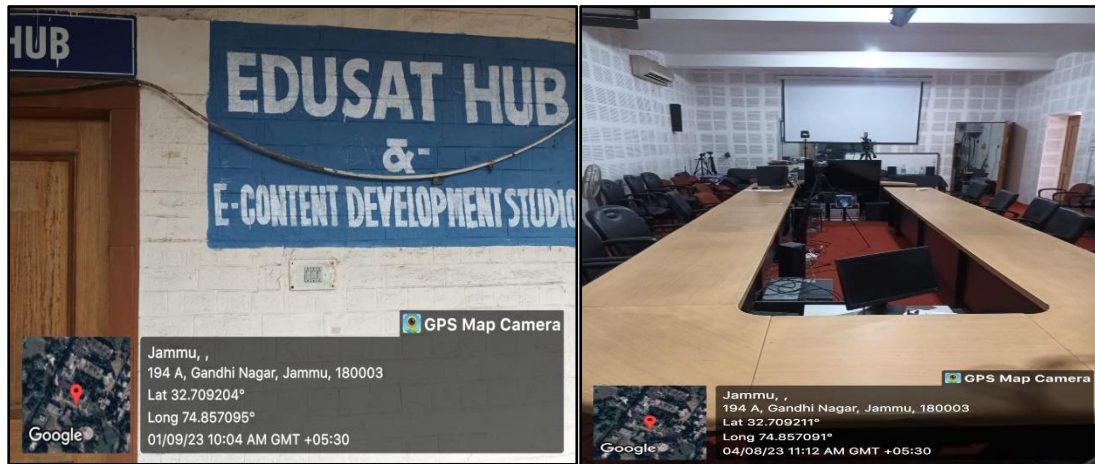 HUB
EDUSAT HUB
&
E-CONTENT DEVELOPMENT STUDIO
GPS Map Camera
Jammu, ,
194 A, Gandhi Nagar, Jammu, 180003
Lat 32.709204°
Long 74.857095°
01/09/23 10:04 AM GMT +05:30
Google
GPS Map Camera
Jammu, ,
194 A, Gandhi Nagar, Jammu, 180003
Lat 32.709211°
Long 74.857091°
04/08/23 11:12 AM GMT +05:30
Google